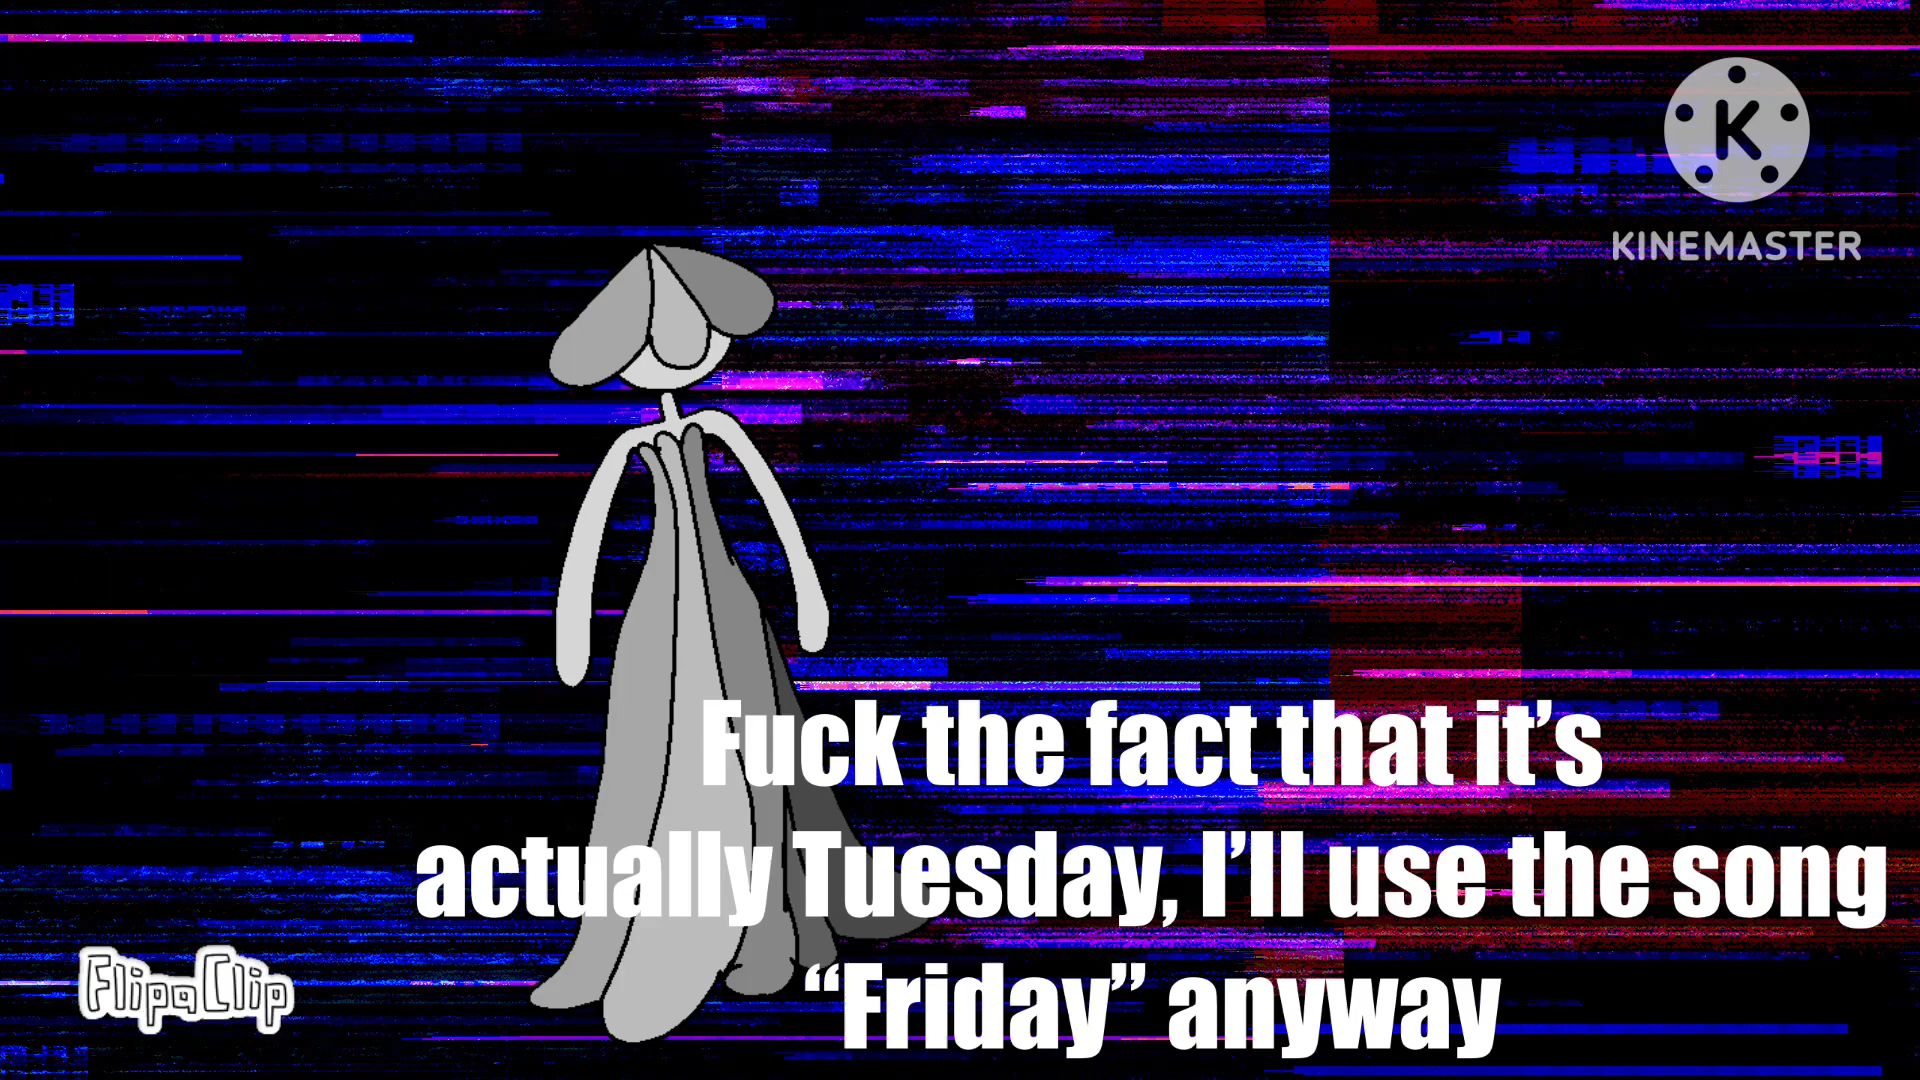 K
KINEMASTER
Fuck the fact that it’s
actually Tuesday, I’ll use the song
“Friday” anyway
FlipaClip